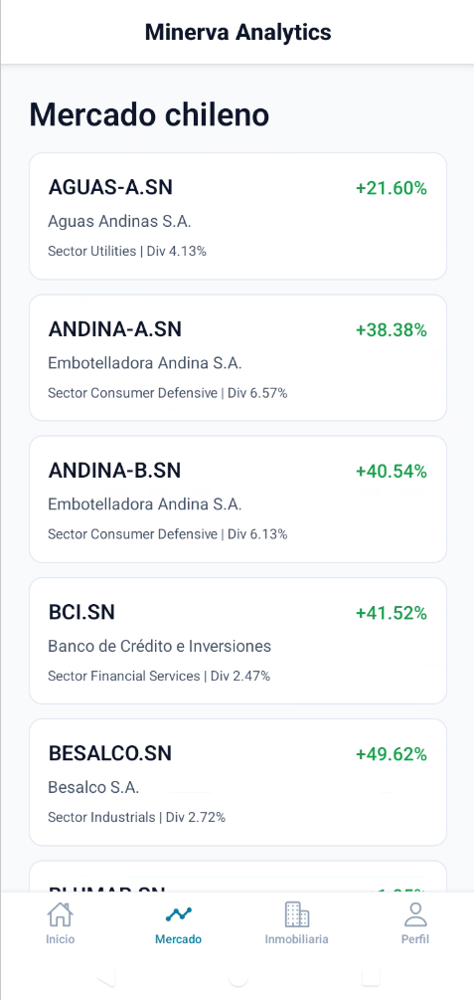 Minerva Analytics
Mercado chileno
AGUAS-A.SN +21.60%
Aguas Andinas S.A.
Sector Utilities | Div 4.13%
ANDINA-A.SN +38.38%
Embotelladora Andina S.A.
Sector Consumer Defensive | Div 6.57%
ANDINA-B.SN +40.54%
Embotelladora Andina S.A.
Sector Consumer Defensive | Div 6.13%
BCI.SN +41.52%
Banco de Crédito e Inversiones
Sector Financial Services | Div 2.47%
BESALCO.SN +49.62%
Besalco S.A.
Sector Industrials | Div 2.72%
Inicio Mercado Inmobiliaria Perfil